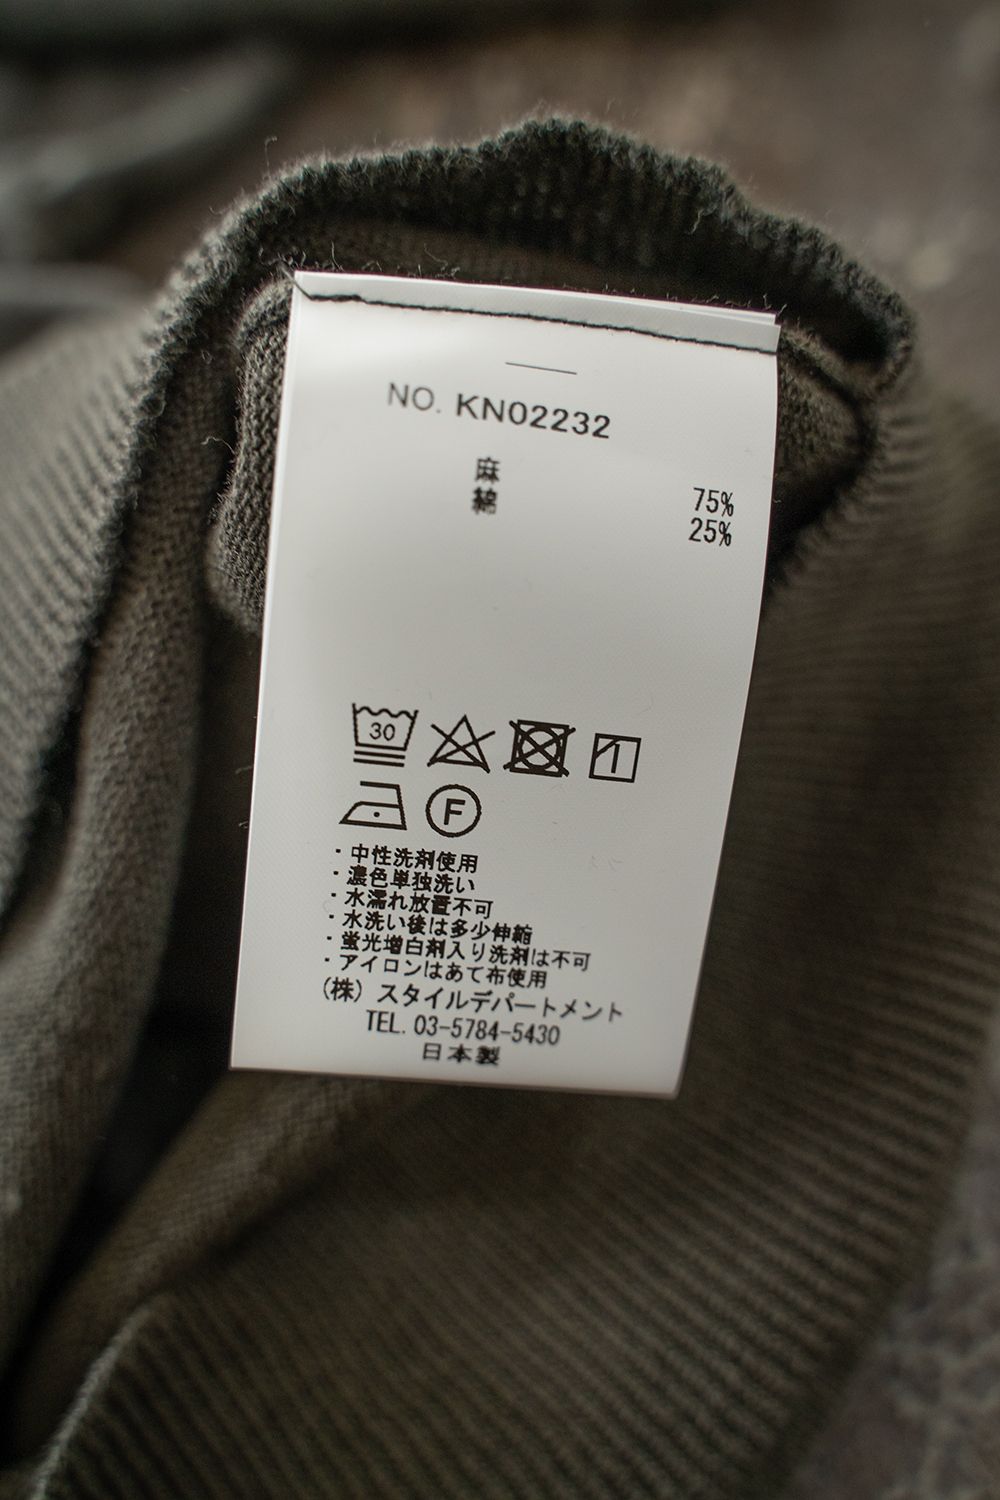 NO. KN02232
麻 75%
綿 25%
30
1
F
・中性洗剤使用
・濃色単独洗い
・水濡れ放置不可
・水洗い後は多少伸縮
・蛍光増白剤入り洗剤は不可
・アイロンはあて布使用
(株) スタイルデパートメント
TEL. 03-5784-5430
日本製